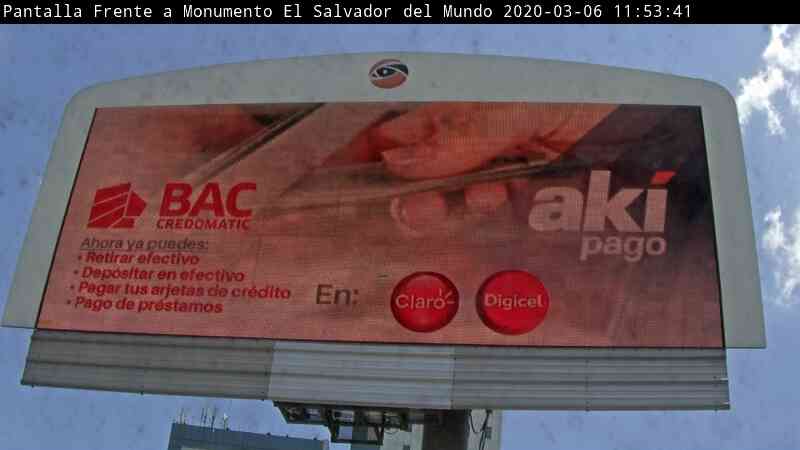 Pantalla Frente a Monumento El Salvador del Mundo 2020-03-06 11:53:41
BAC
CREDOMATIC
Ahora ya puedes:
• Retirar efectivo
• Depositar en efectivo
• Pagar tus arjetas de crédito
• Pago de préstamos
En:
Claro
Digicel
akí
pago